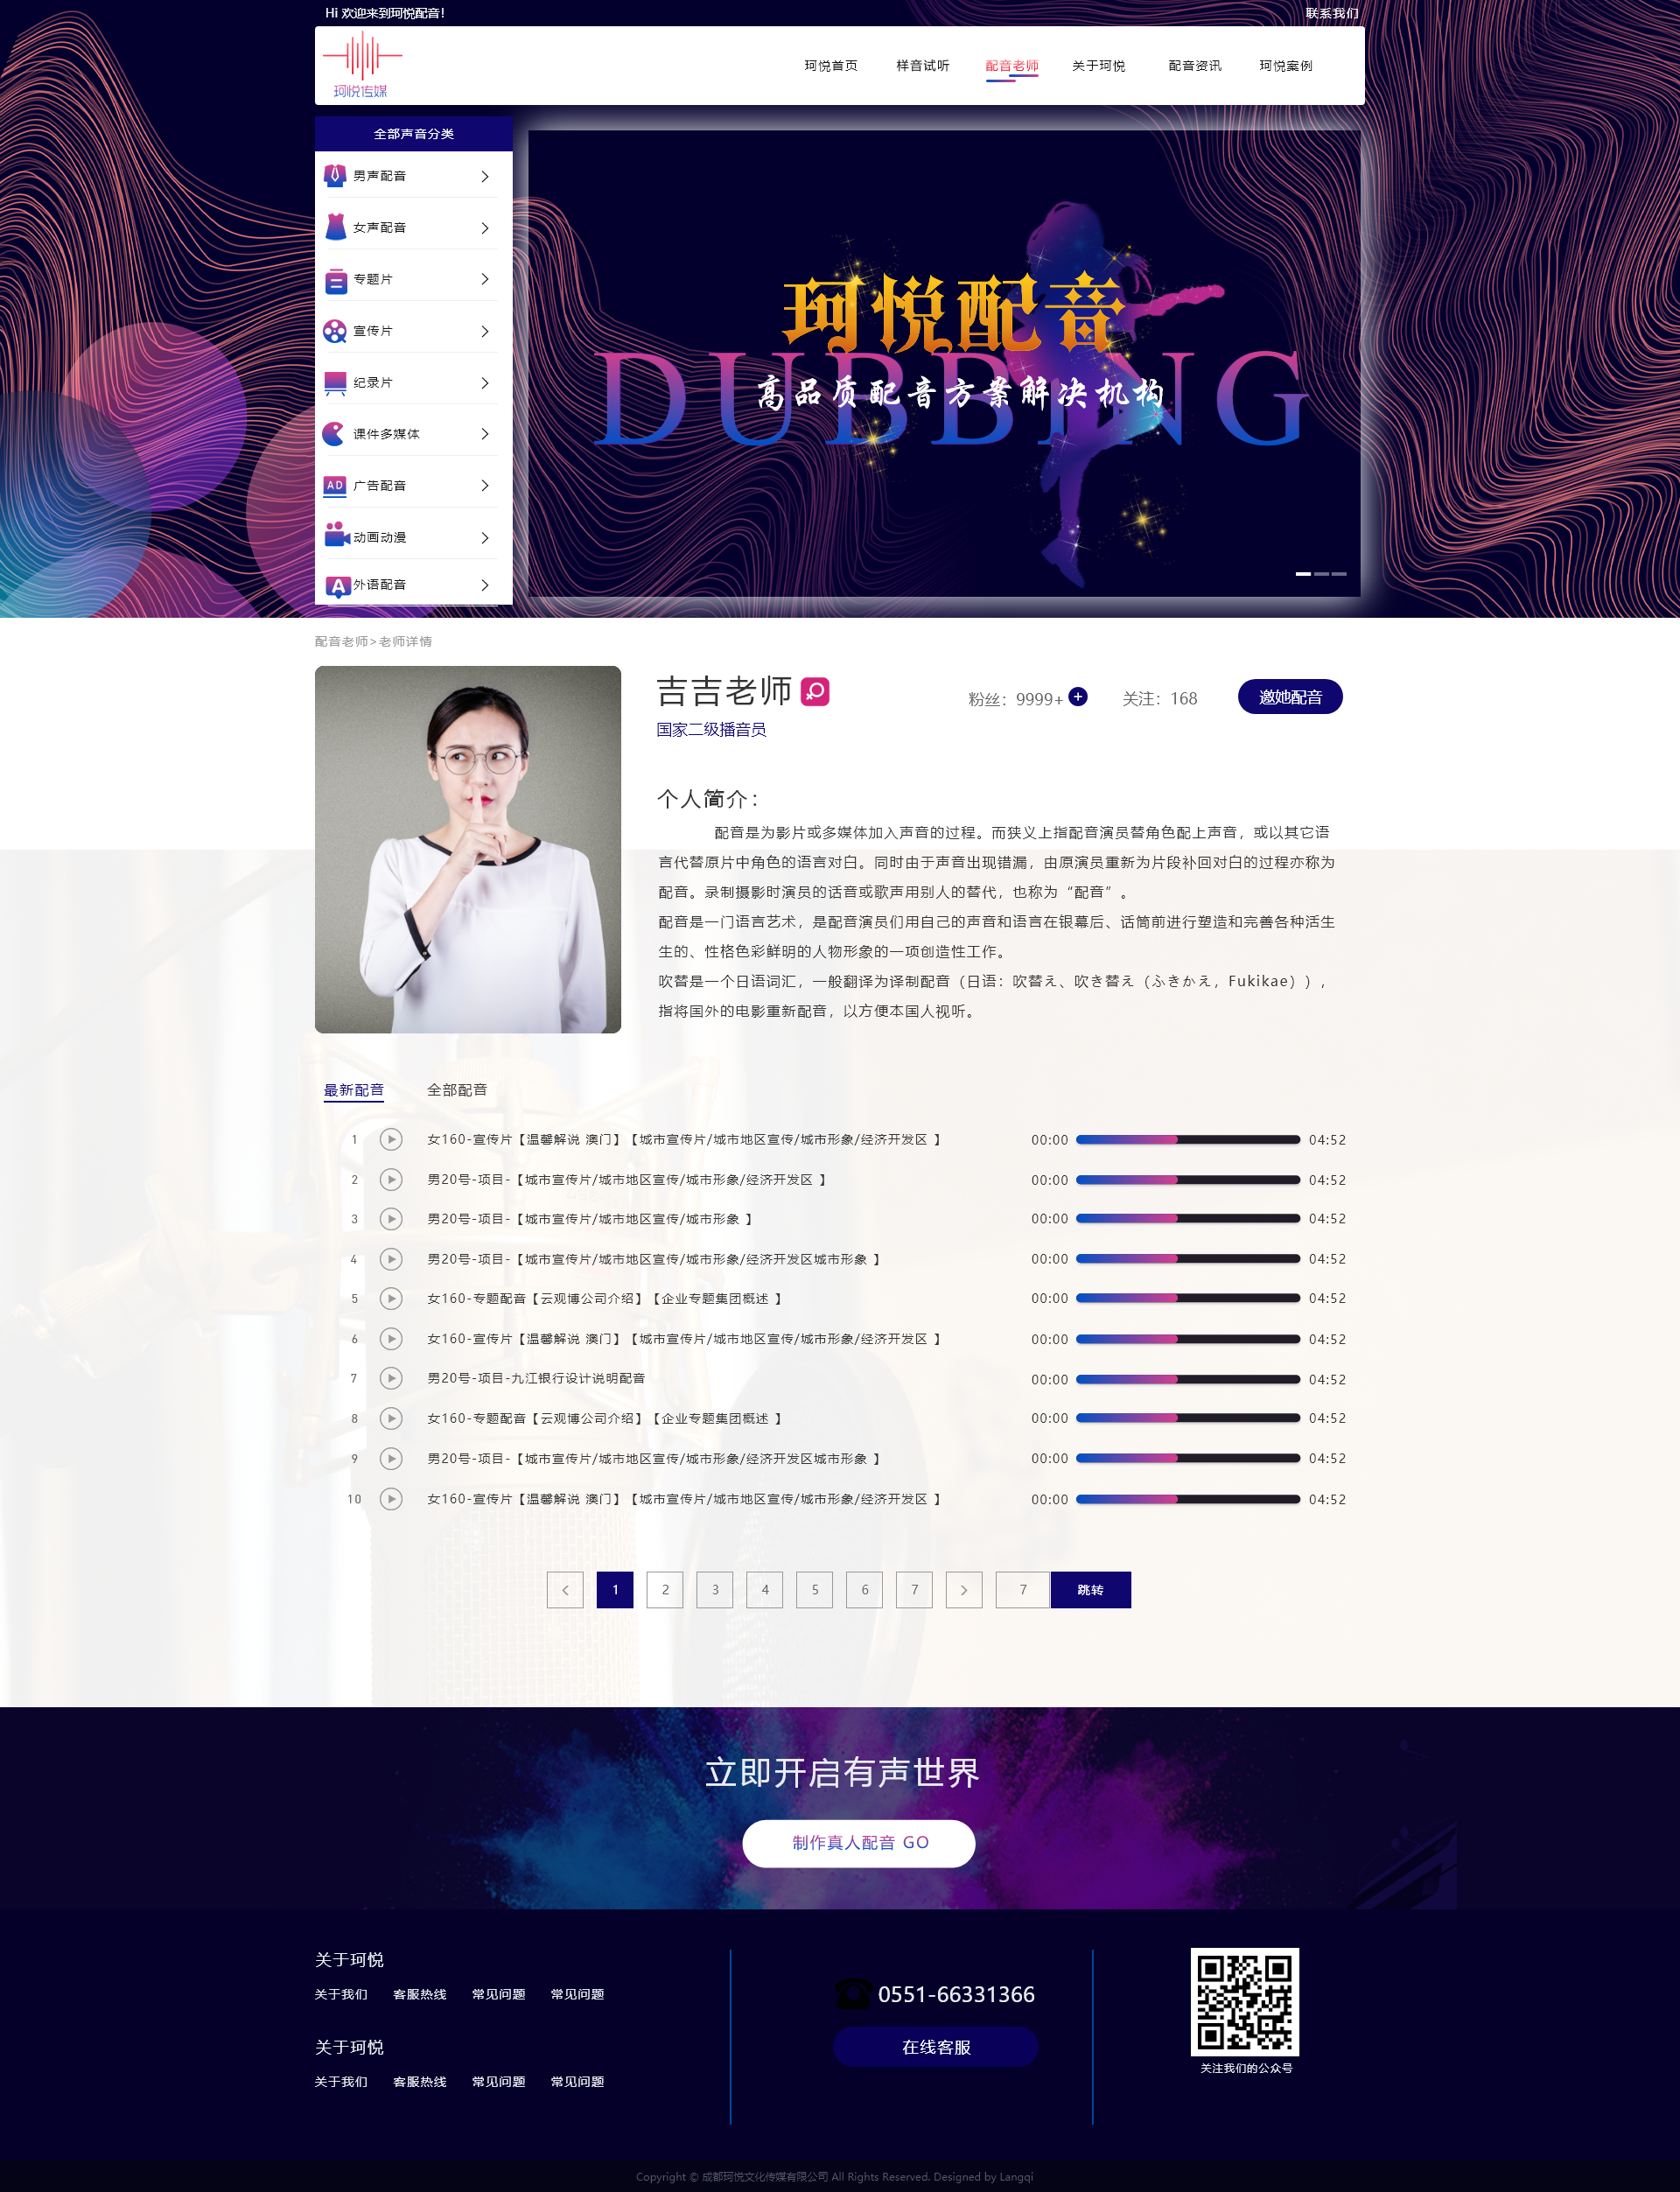 Hi 欢迎来到珂悦配音!
联系我们
珂悦传媒
珂悦首页 样音试听 配音老师 关于珂悦 配音资讯 珂悦案例
全部声音分类
男声配音
女声配音
专题片
宣传片
纪录片
课件多媒体
AD 广告配音
动画动漫
A 外语配音
珂悦配音
DUBBING
高品质配音方案解决机构
配音老师>老师详情
吉吉老师
粉丝：9999+
关注：168
邀她配音
国家二级播音员
个人简介：
配音是为影片或多媒体加入声音的过程。而狭义上指配音演员替角色配上声音，或以其它语
言代替原片中角色的语言对白。同时由于声音出现错漏，由原演员重新为片段补回对白的过程亦称为
配音。录制摄影时演员的话音或歌声用别人的替代，也称为“配音”。
配音是一门语言艺术，是配音演员们用自己的声音和语言在银幕后、话筒前进行塑造和完善各种活生
生的、性格色彩鲜明的人物形象的一项创造性工作。
吹替是一个日语词汇，一般翻译为译制配音（日语：吹替え、吹き替え（ふきかえ，Fukikae）），
指将国外的电影重新配音，以方便本国人视听。
最新配音 全部配音
1 女160-宣传片【温馨解说 澳门】【城市宣传片/城市地区宣传/城市形象/经济开发区 】 00:00 04:52
2 男20号-项目-【城市宣传片/城市地区宣传/城市形象/经济开发区 】 00:00 04:52
3 男20号-项目-【城市宣传片/城市地区宣传/城市形象 】 00:00 04:52
4 男20号-项目-【城市宣传片/城市地区宣传/城市形象/经济开发区城市形象 】 00:00 04:52
5 女160-专题配音【云观博公司介绍】【企业专题集团概述 】 00:00 04:52
6 女160-宣传片【温馨解说 澳门】【城市宣传片/城市地区宣传/城市形象/经济开发区 】 00:00 04:52
7 男20号-项目-九江银行设计说明配音 00:00 04:52
8 女160-专题配音【云观博公司介绍】【企业专题集团概述 】 00:00 04:52
9 男20号-项目-【城市宣传片/城市地区宣传/城市形象/经济开发区城市形象 】 00:00 04:52
10 女160-宣传片【温馨解说 澳门】【城市宣传片/城市地区宣传/城市形象/经济开发区 】 00:00 04:52
< 1 2 3 4 5 6 7 > 7 跳转
立即开启有声世界
制作真人配音 GO
关于珂悦
关于我们 客服热线 常见问题 常见问题
关于珂悦
关于我们 客服热线 常见问题 常见问题
0551-66331366
在线客服
关注我们的公众号
Copyright © 成都珂悦文化传媒有限公司 All Rights Reserved. Designed by Langqi